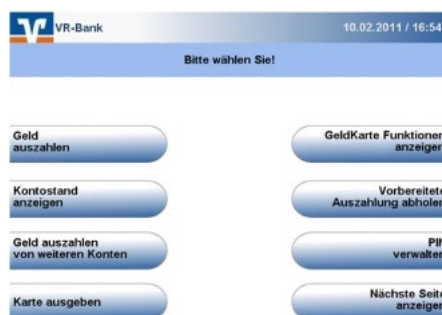 VR-Bank
10.02.2011 / 16:54
Bitte wählen Sie!
Geld
auszahlen
GeldKarte Funktionen
anzeigen
Kontostand
anzeigen
Vorbereitete
Auszahlung abholen
Geld auszahlen
von weiteren Konten
PIN
verwalten
Karte ausgeben
Nächste Seite
anzeigen